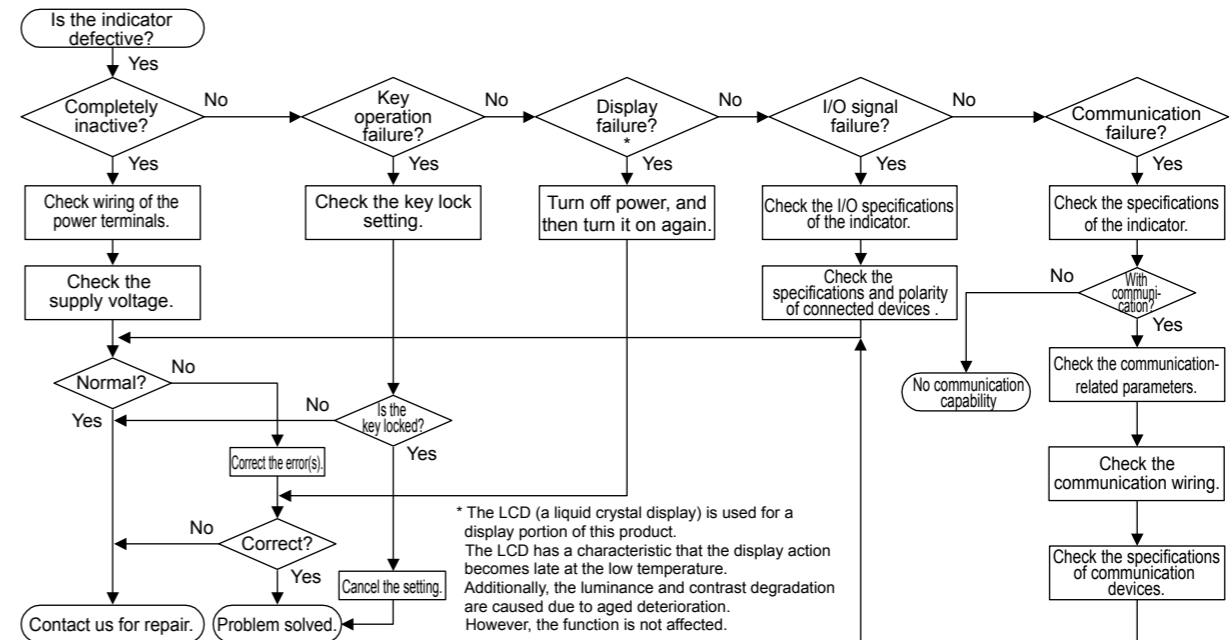 Is the indicator
defective?
Yes
Completely
inactive?
No
Key
operation
failure?
No
Display
failure?
*
No
I/O signal
failure?
No
Communication
failure?
Yes
Yes
Yes
Yes
Yes
Check wiring of the
power terminals.
Check the key lock
setting.
Turn off power, and
then turn it on again.
Check the I/O specifications
of the indicator.
Check the specifications
of the indicator.
Check the
supply voltage.
Check the
specifications and polarity
of connected devices .
No
With
communi-
cation?
Yes
Normal?
No
Yes
No
Is the
key locked?
Yes
No communication
capability
Check the communication-
related parameters.
Correct the error(s).
Check the
communication wiring.
No
Correct?
Yes
Cancel the setting.
* The LCD (a liquid crystal display) is used for a
display portion of this product.
The LCD has a characteristic that the display action
becomes late at the low temperature.
Additionally, the luminance and contrast degradation
are caused due to aged deterioration.
However, the function is not affected.
Check the specifications
of communication
devices.
Contact us for repair.
Problem solved.